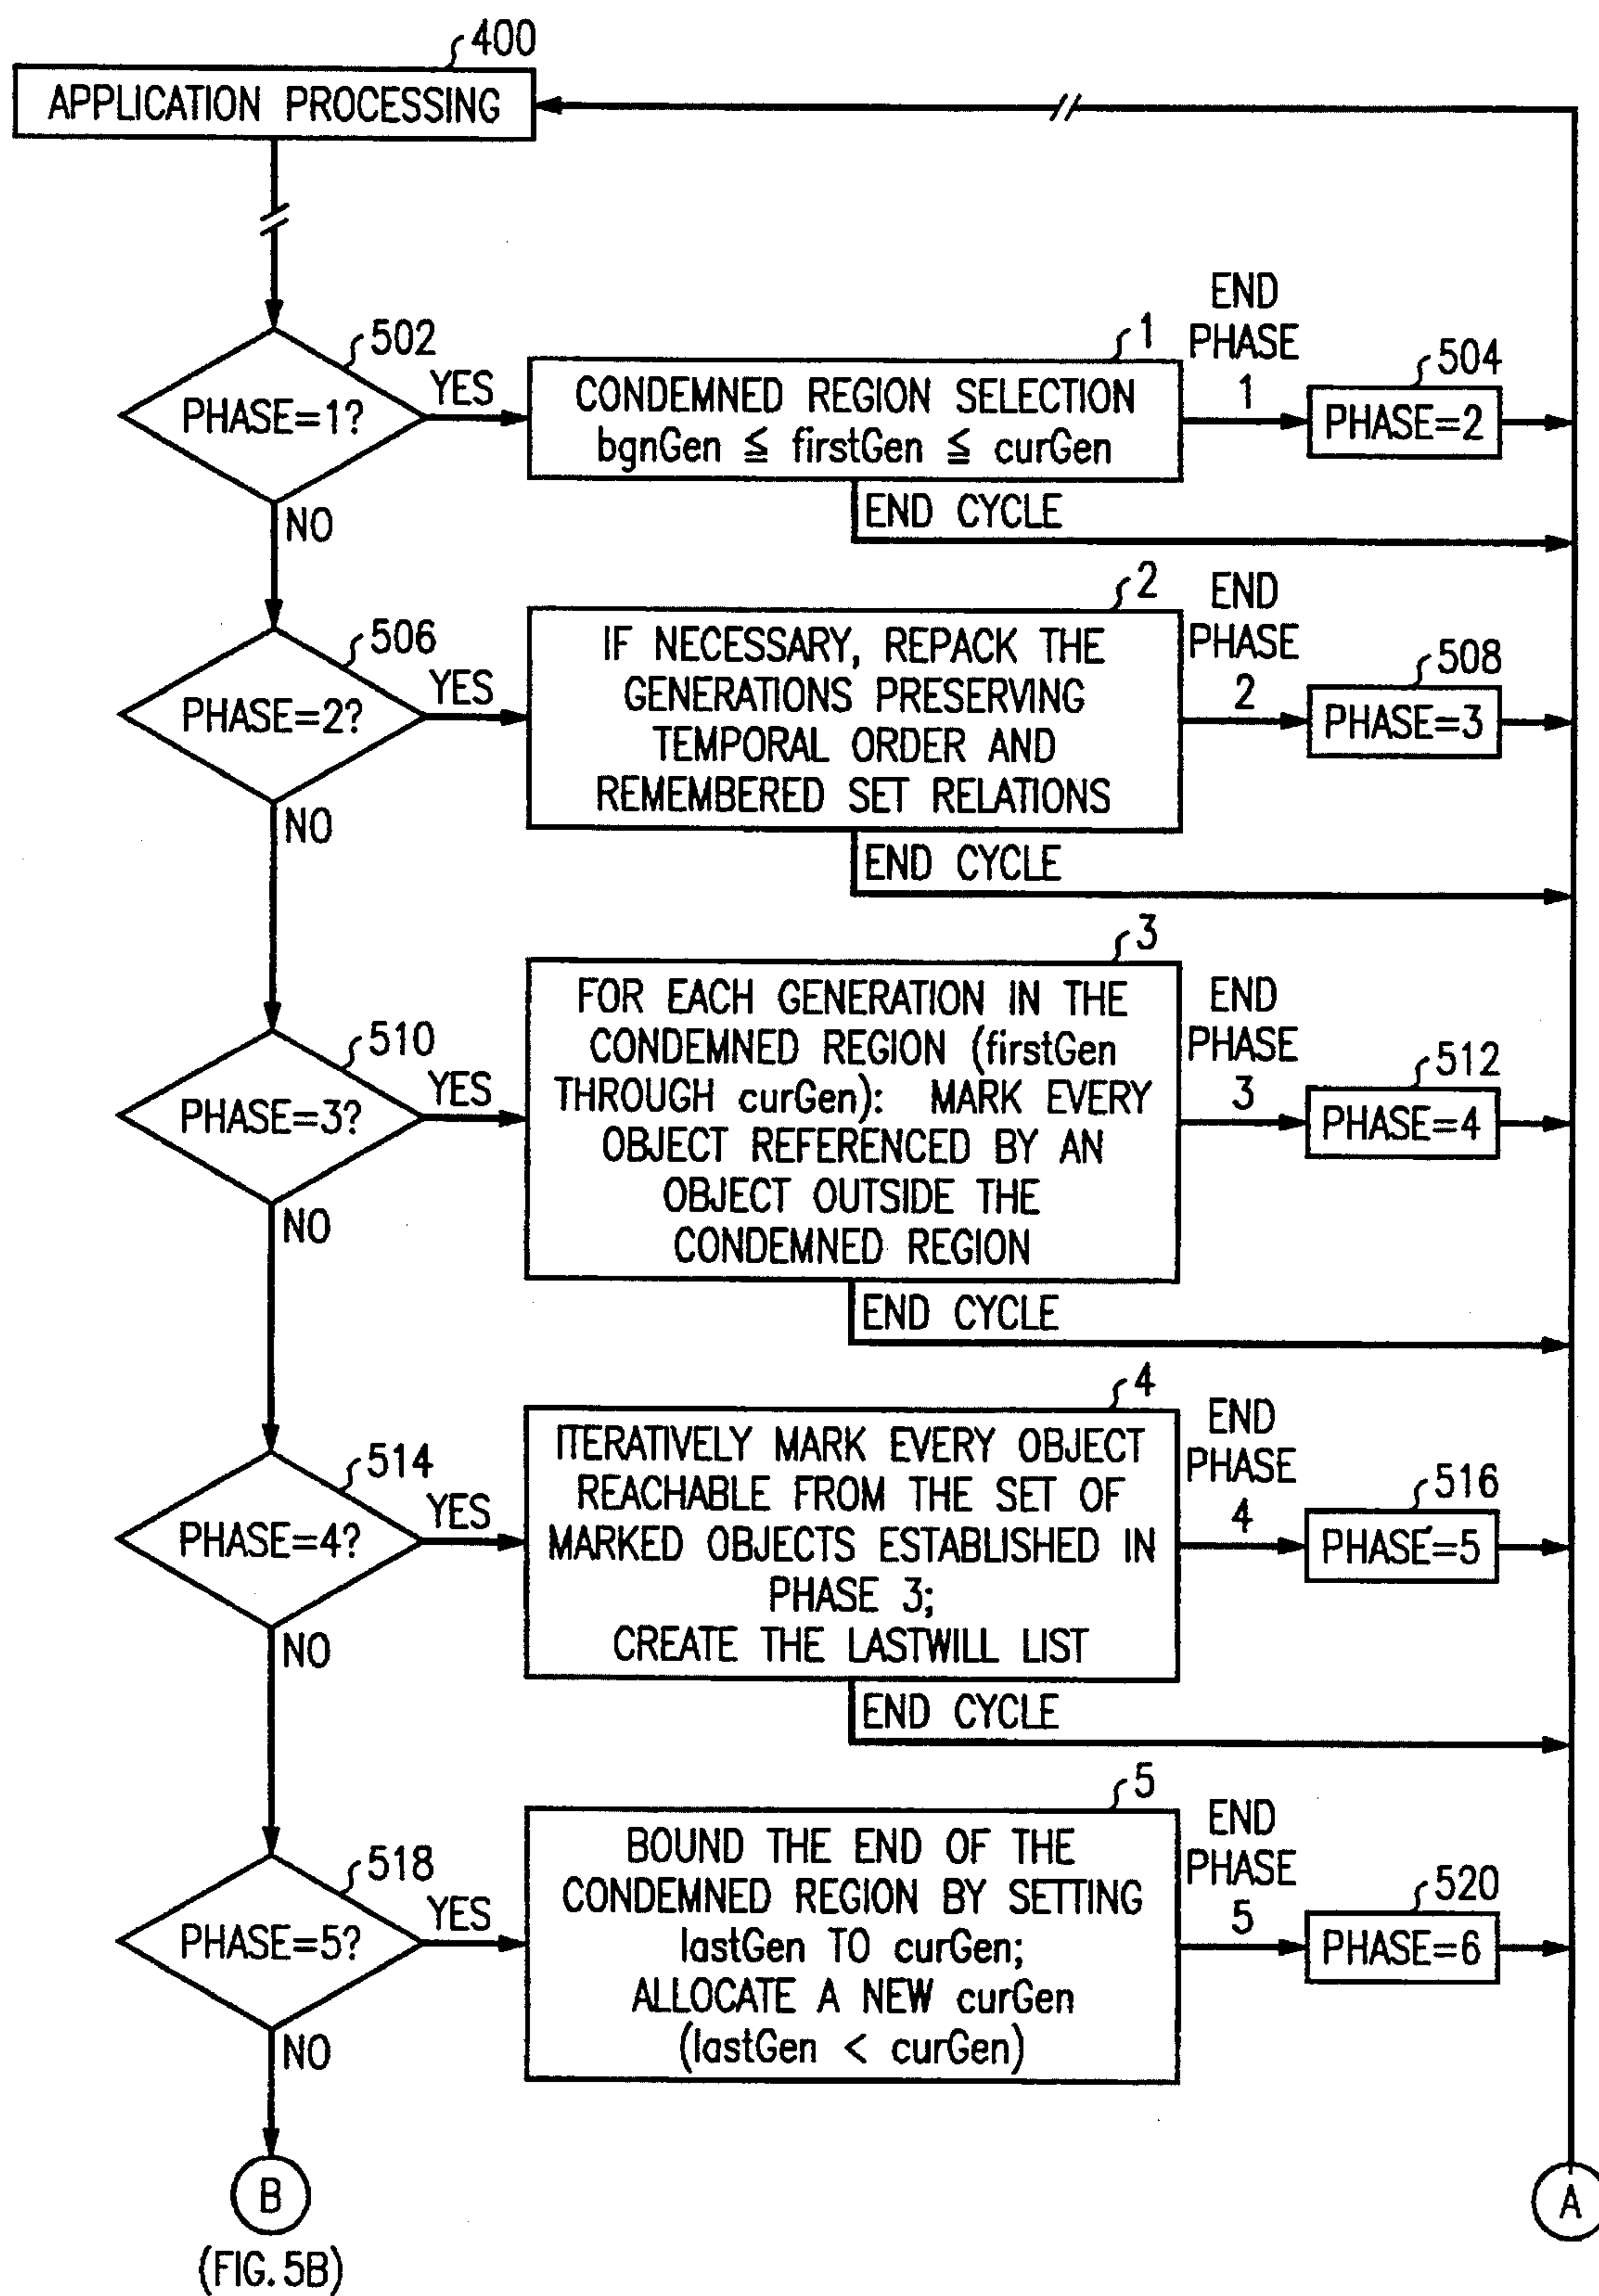 400
APPLICATION PROCESSING
502
PHASE=1?
YES
NO
1
CONDEMNED REGION SELECTION
bgnGen ≦ firstGen ≦ curGen
END
PHASE
1
504
PHASE=2
END CYCLE
506
PHASE=2?
YES
NO
2
IF NECESSARY, REPACK THE
GENERATIONS PRESERVING
TEMPORAL ORDER AND
REMEMBERED SET RELATIONS
END
PHASE
2
508
PHASE=3
END CYCLE
510
PHASE=3?
YES
NO
3
FOR EACH GENERATION IN THE
CONDEMNED REGION (firstGen
THROUGH curGen): MARK EVERY
OBJECT REFERENCED BY AN
OBJECT OUTSIDE THE
CONDEMNED REGION
END
PHASE
3
512
PHASE=4
END CYCLE
514
PHASE=4?
YES
NO
4
ITERATIVELY MARK EVERY OBJECT
REACHABLE FROM THE SET OF
MARKED OBJECTS ESTABLISHED IN
PHASE 3;
CREATE THE LASTWILL LIST
END
PHASE
4
516
PHASE=5
END CYCLE
518
PHASE=5?
YES
NO
5
BOUND THE END OF THE
CONDEMNED REGION BY SETTING
lastGen TO curGen;
ALLOCATE A NEW curGen
(lastGen < curGen)
END
PHASE
5
520
PHASE=6
B
(FIG. 5B)
A